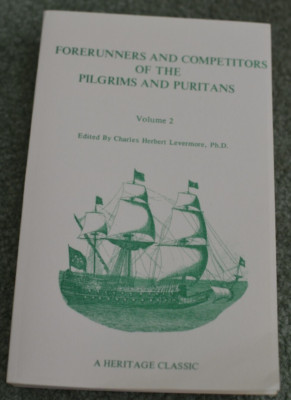 FORERUNNERS AND COMPETITORS
OF THE
PILGRIMS AND PURITANS
Volume 2
Edited By Charles Herbert Levermore, Ph.D.
A HERITAGE CLASSIC